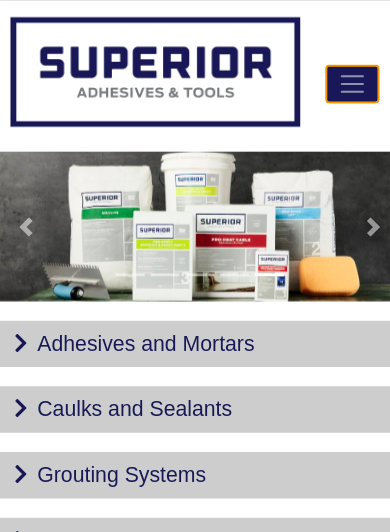 SUPERIOR
ADHESIVES & TOOLS
SUPERIOR
SUPERIOR
SUPERIOR
SUPERIOR
SUPERIOR
PRO-HEAT CABLE
Adhesives and Mortars
Caulks and Sealants
Grouting Systems